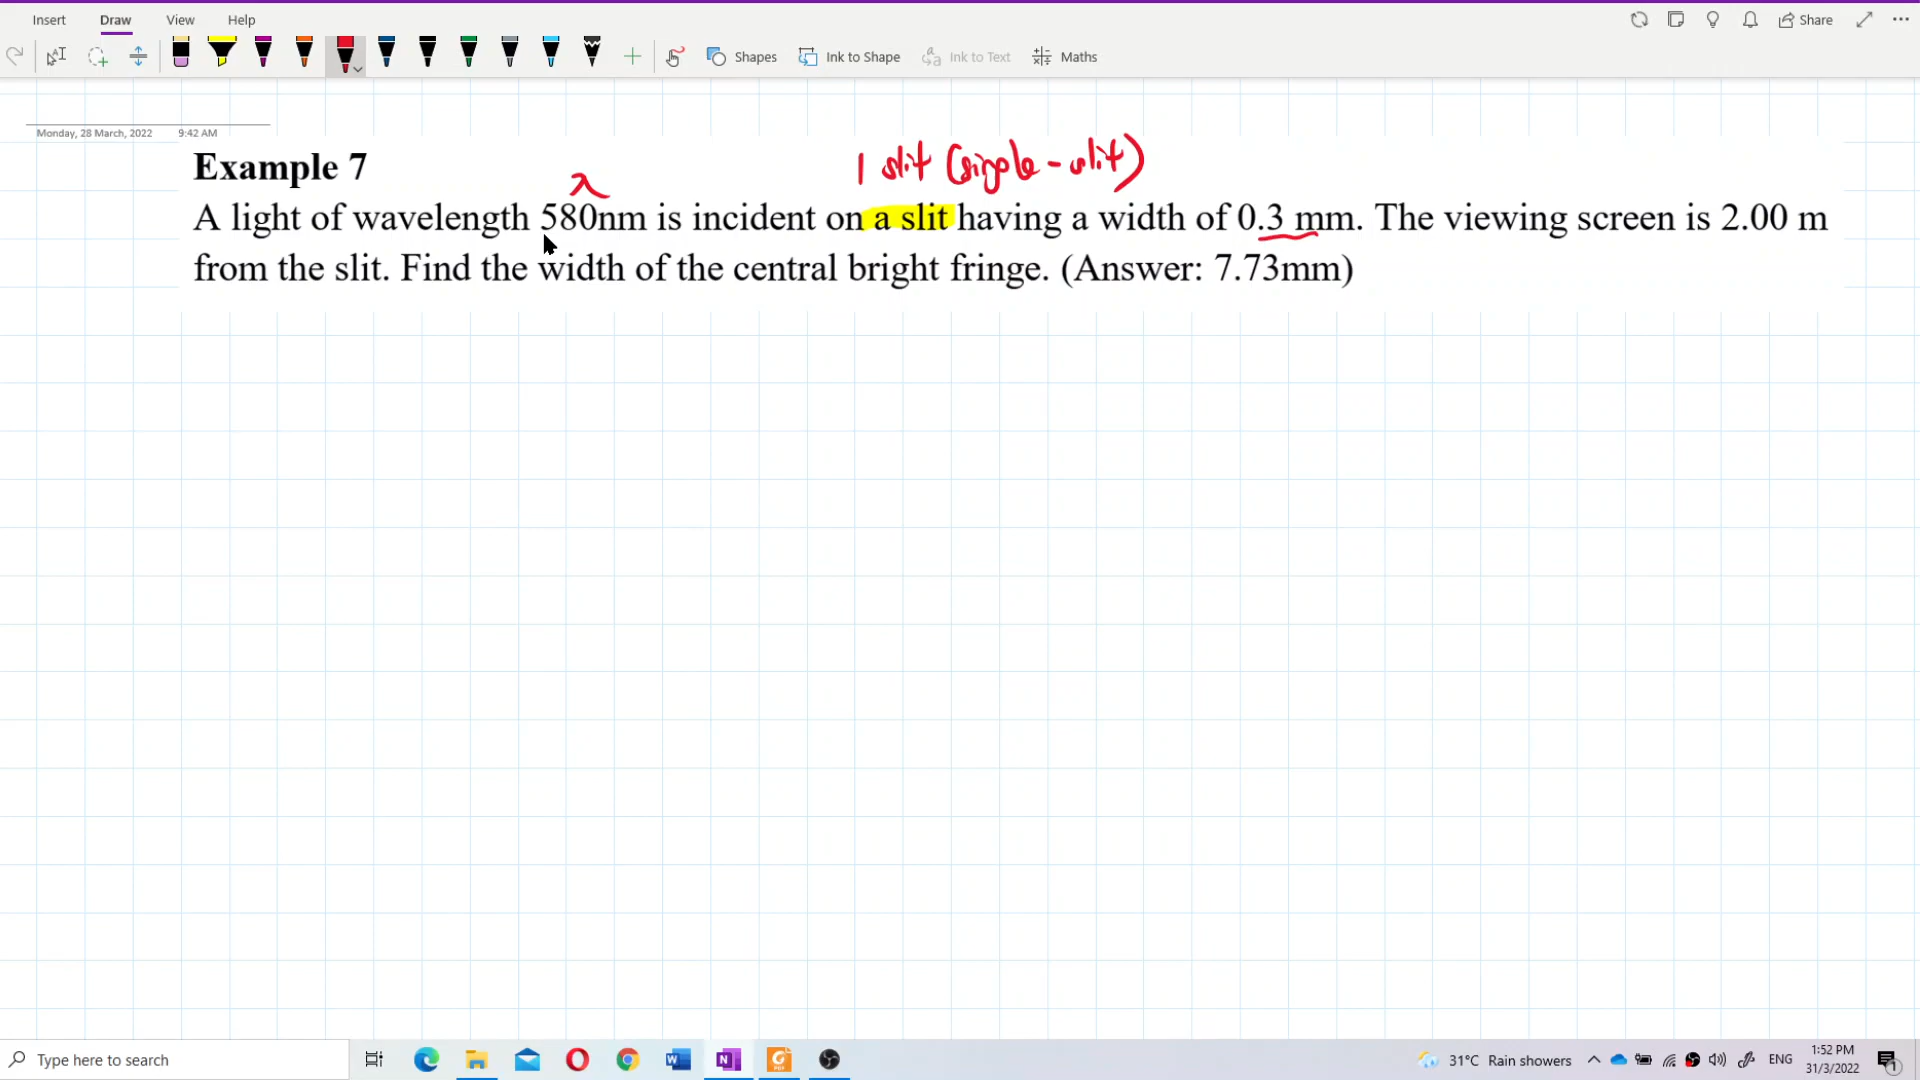 Insert Draw View Help Share
Shapes Ink to Shape Ink to Text Maths
Monday, 28 March, 2022 9:42 AM
Example 7
λ 1 slit (single-slit)
A light of wavelength 580nm is incident on a slit having a width of 0.3 mm. The viewing screen is 2.00 m
from the slit. Find the width of the central bright fringe. (Answer: 7.73mm)
Type here to search 31°C Rain showers ENG 1:52 PM
31/3/2022